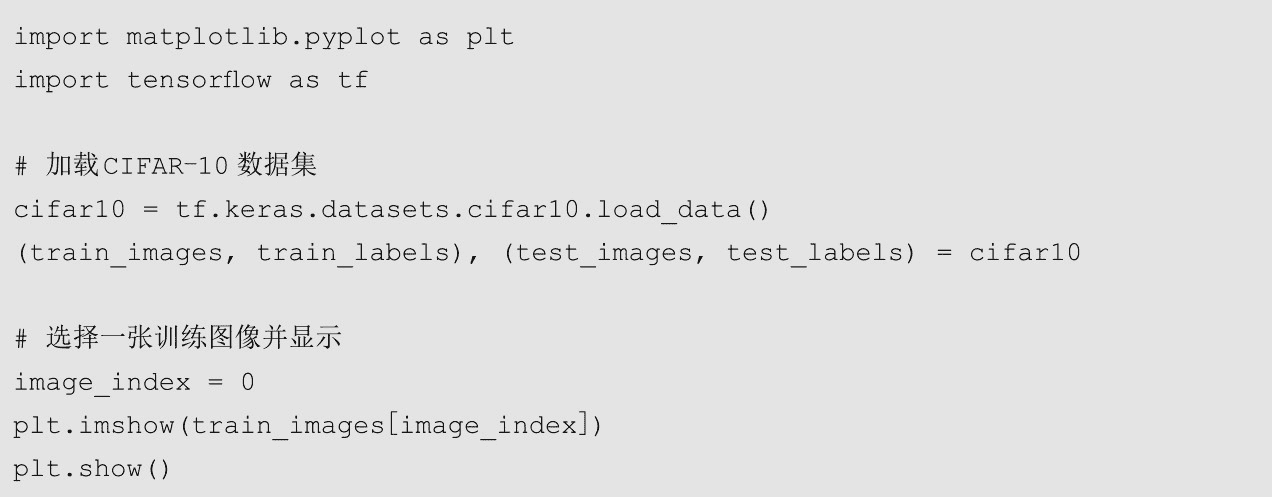 import matplotlib.pyplot as plt
import tensorflow as tf
# 加载CIFAR-10 数据集
cifar10 = tf.keras.datasets.cifar10.load_data()
(train_images, train_labels), (test_images, test_labels) = cifar10
# 选择一张训练图像并显示
image_index = 0
plt.imshow(train_images[image_index])
plt.show()